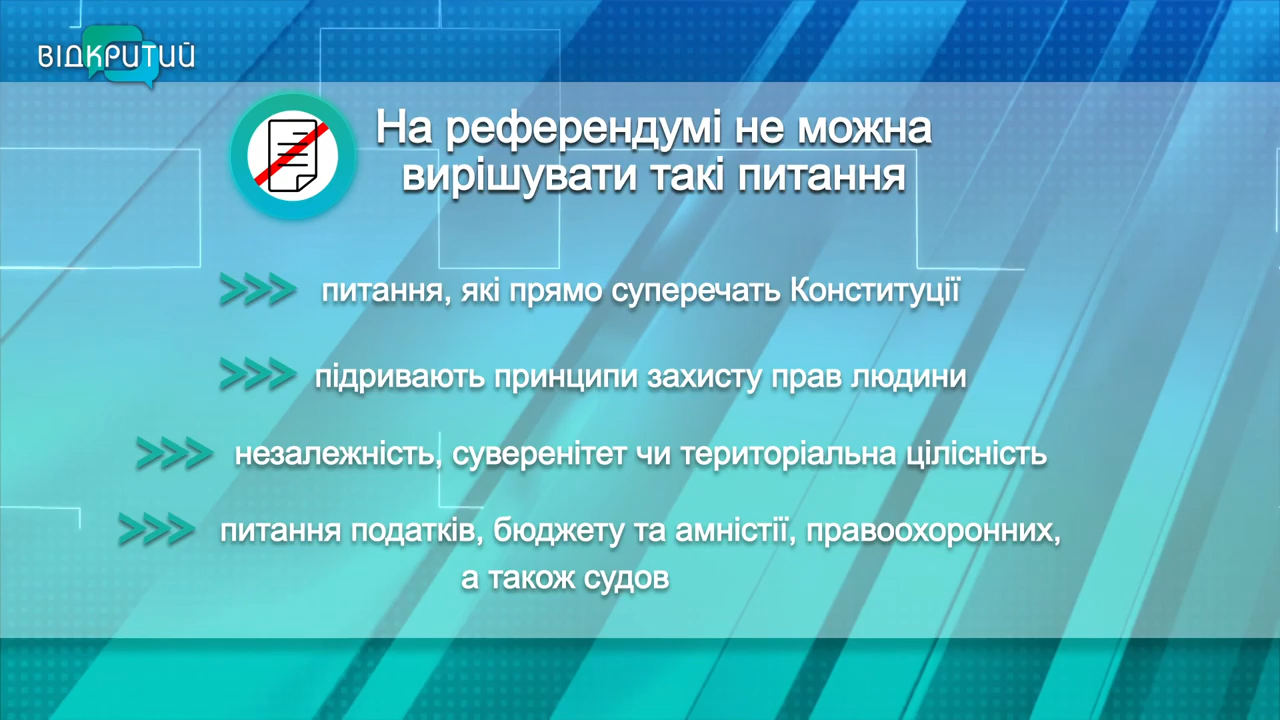 ВІДКРИТИЙ
На референдумі не можна
вирішувати такі питання
>>> питання, які прямо суперечать Конституції
>>> підривають принципи захисту прав людини
>>> незалежність, суверенітет чи територіальна цілісність
>>> питання податків, бюджету та амністії, правоохоронних,
а також судов